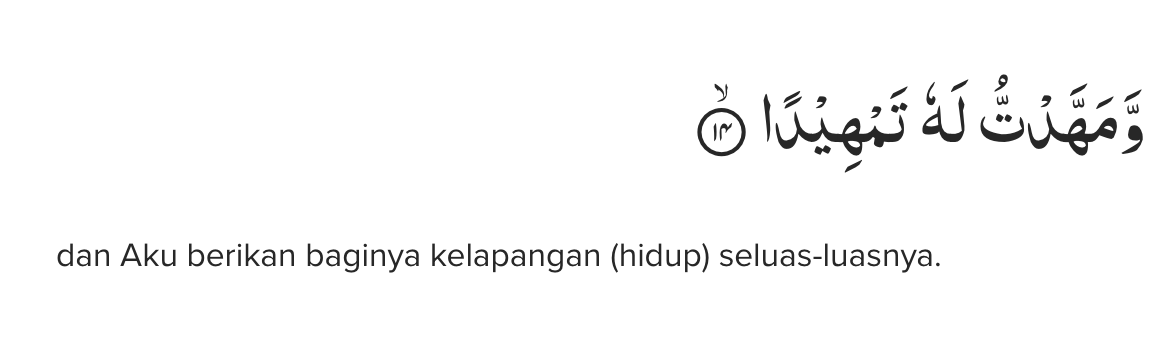 وَّمَهَّدْتُّ لَهٗ تَمْهِيْدًاۙ ١٤
dan Aku berikan baginya kelapangan (hidup) seluas-luasnya.